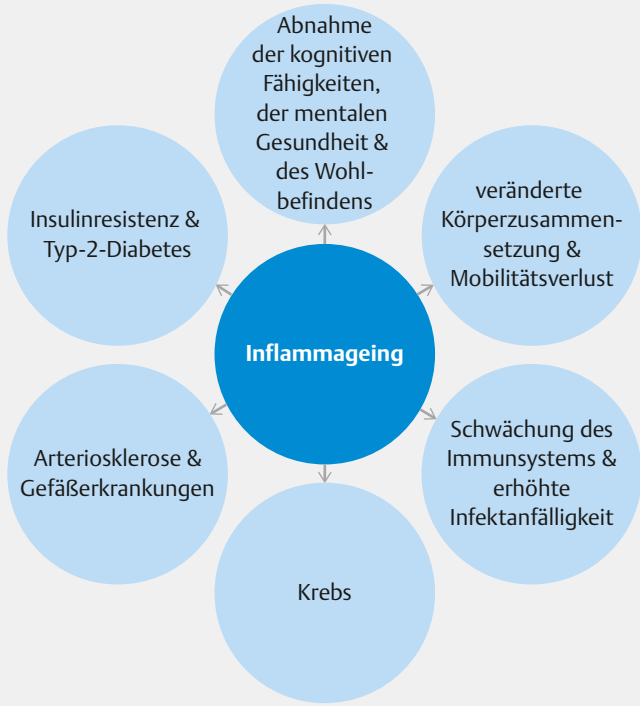 Abnahme
der kognitiven
Fähigkeiten,
der mentalen
Gesundheit &
des Wohl-
befindens
Insulinresistenz &
Typ-2-Diabetes
veränderte
Körperzusammen-
setzung &
Mobilitätsverlust
Inflammageing
Arteriosklerose &
Gefäßerkrankungen
Schwächung des
Immunsystems &
erhöhte
Infektanfälligkeit
Krebs